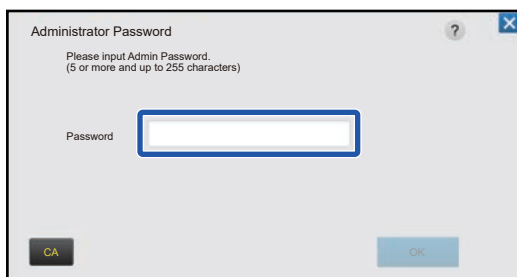 Administrator Password
?
Please input Admin Password.
(5 or more and up to 255 characters)
Password
CA
OK